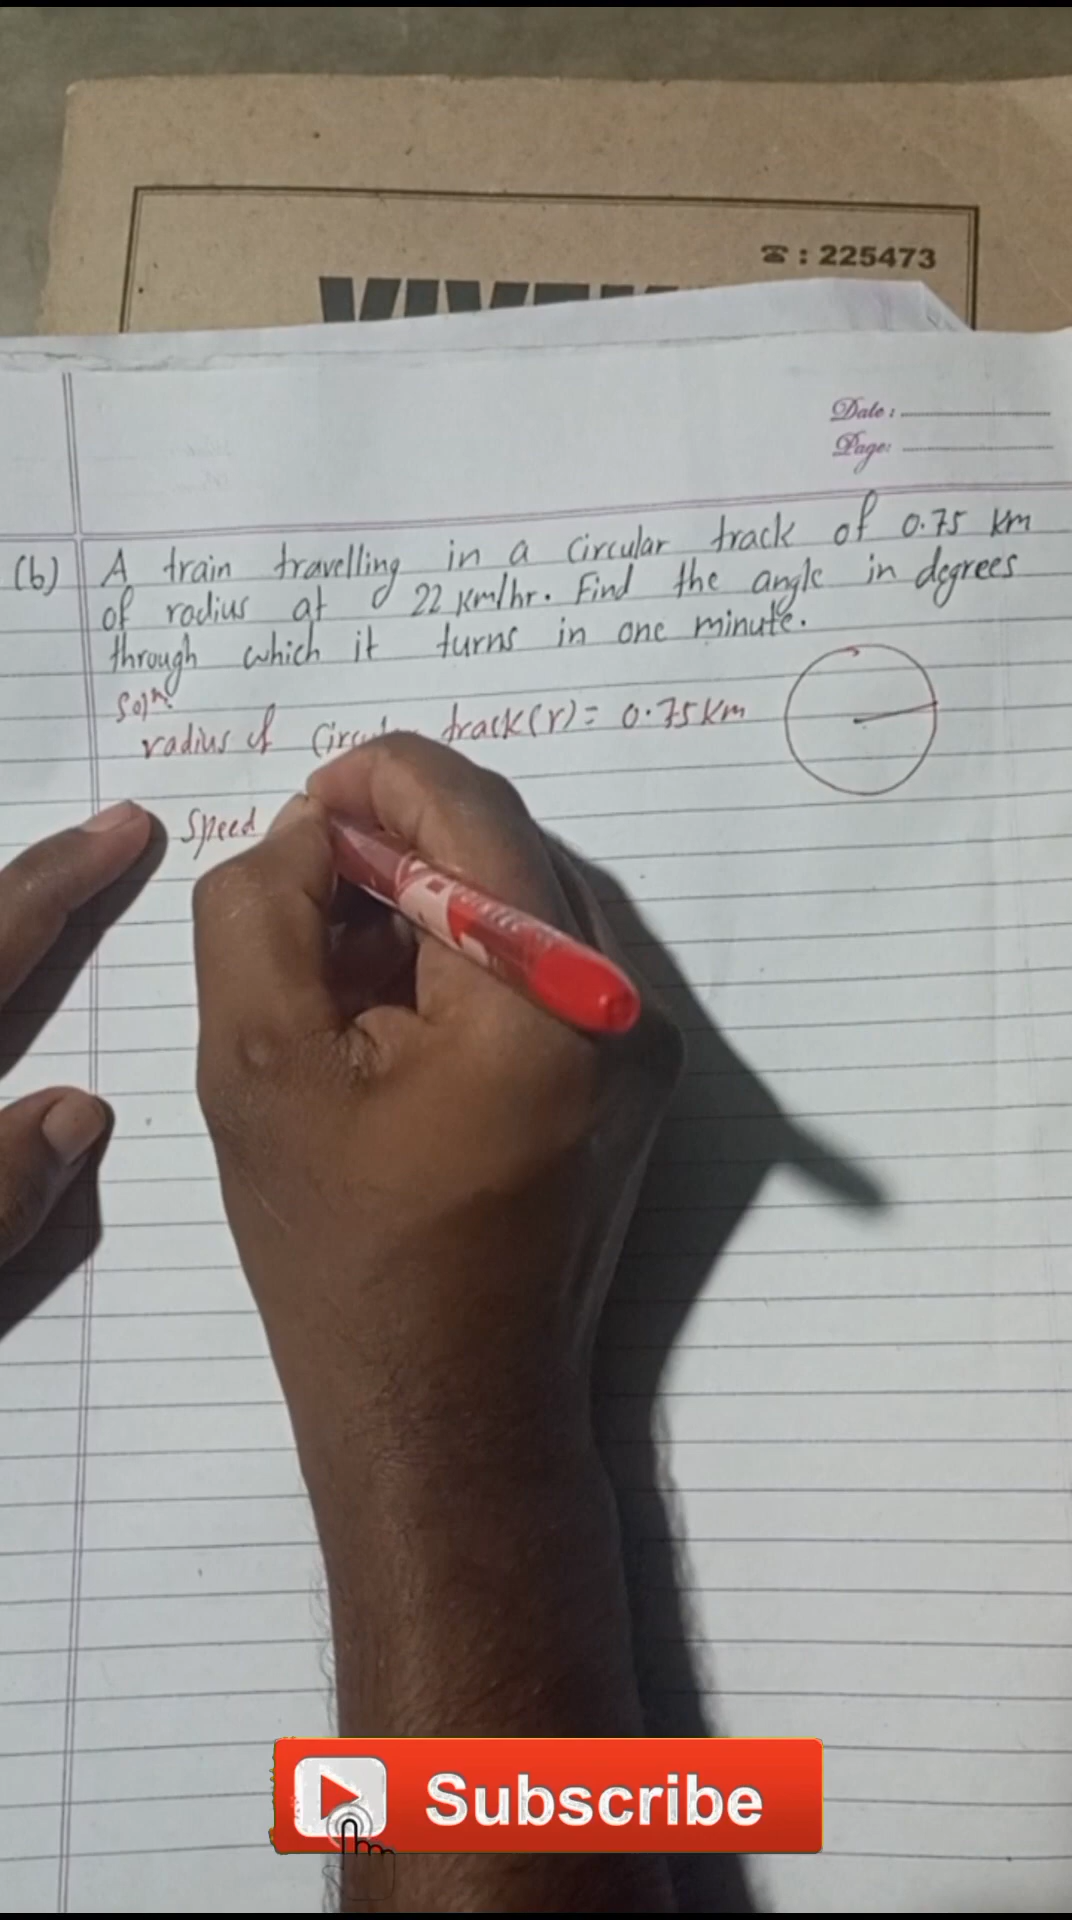 ☎ : 225473
Date :
Page:
(b) A train travelling in a circular track of 0.75 km
of radius at 22 km/hr. Find the angle in degrees
through which it turns in one minute.
Soln
radius of track(r) = 0.75 km
Speed
Subscribe